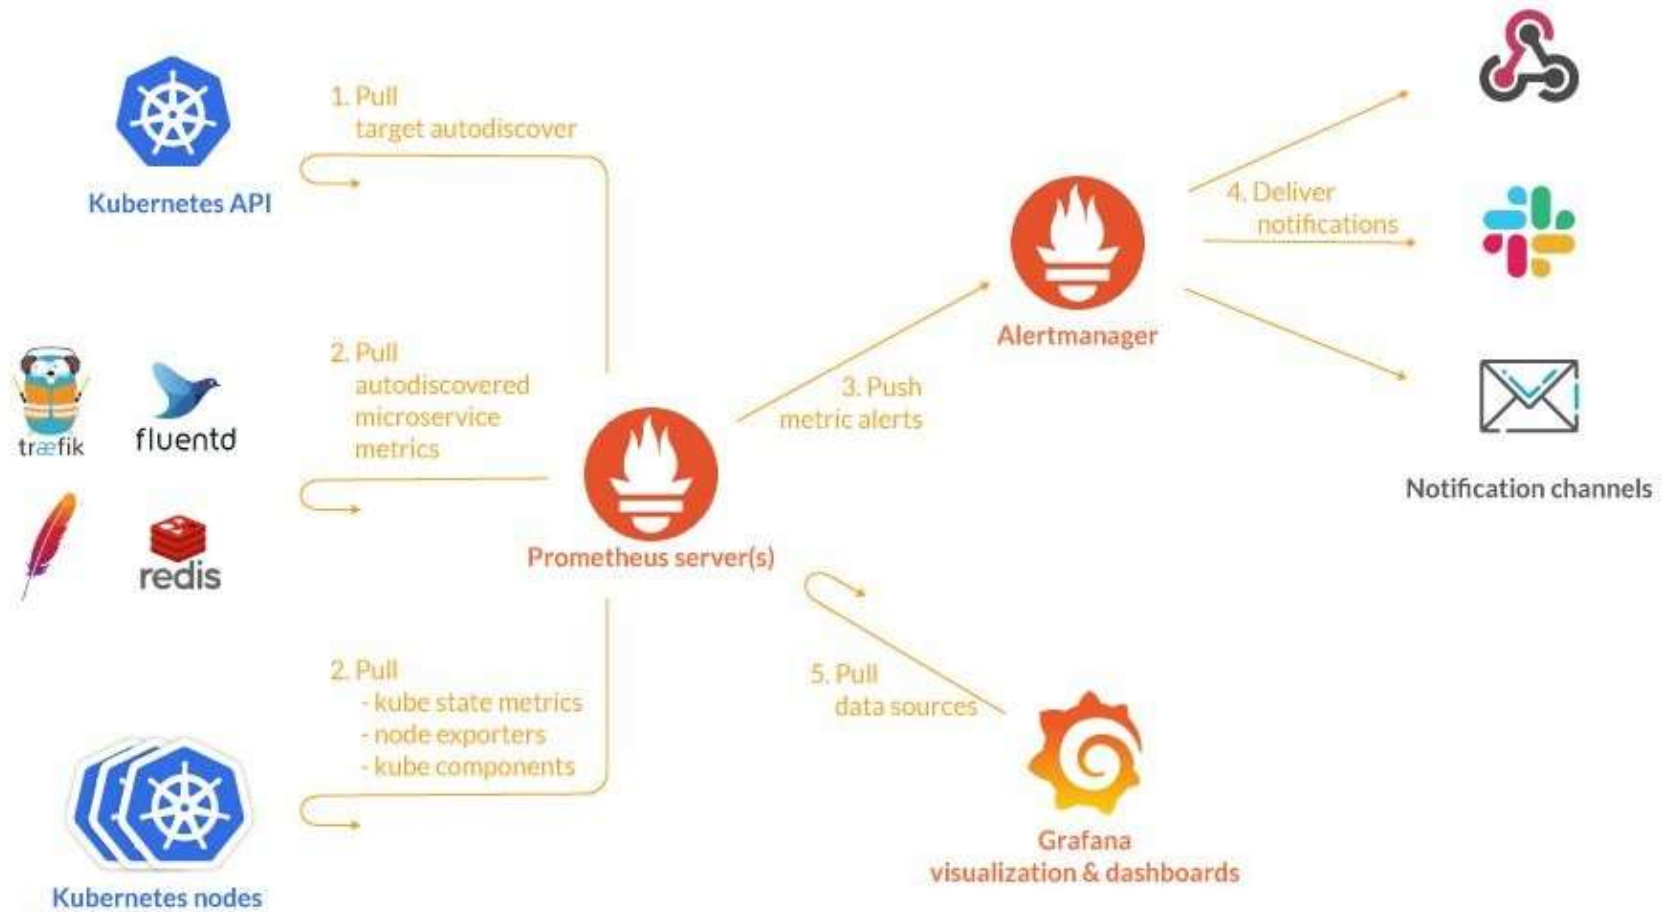 1. Pull
target autodiscover
Kubernetes API
2. Pull
autodiscovered
microservice
metrics
træfik
fluentd
redis
Prometheus server(s)
3. Push
metric alerts
Alertmanager
4. Deliver
notifications
Notification channels
2. Pull
- kube state metrics
- node exporters
- kube components
Kubernetes nodes
5. Pull
data sources
Grafana
visualization & dashboards